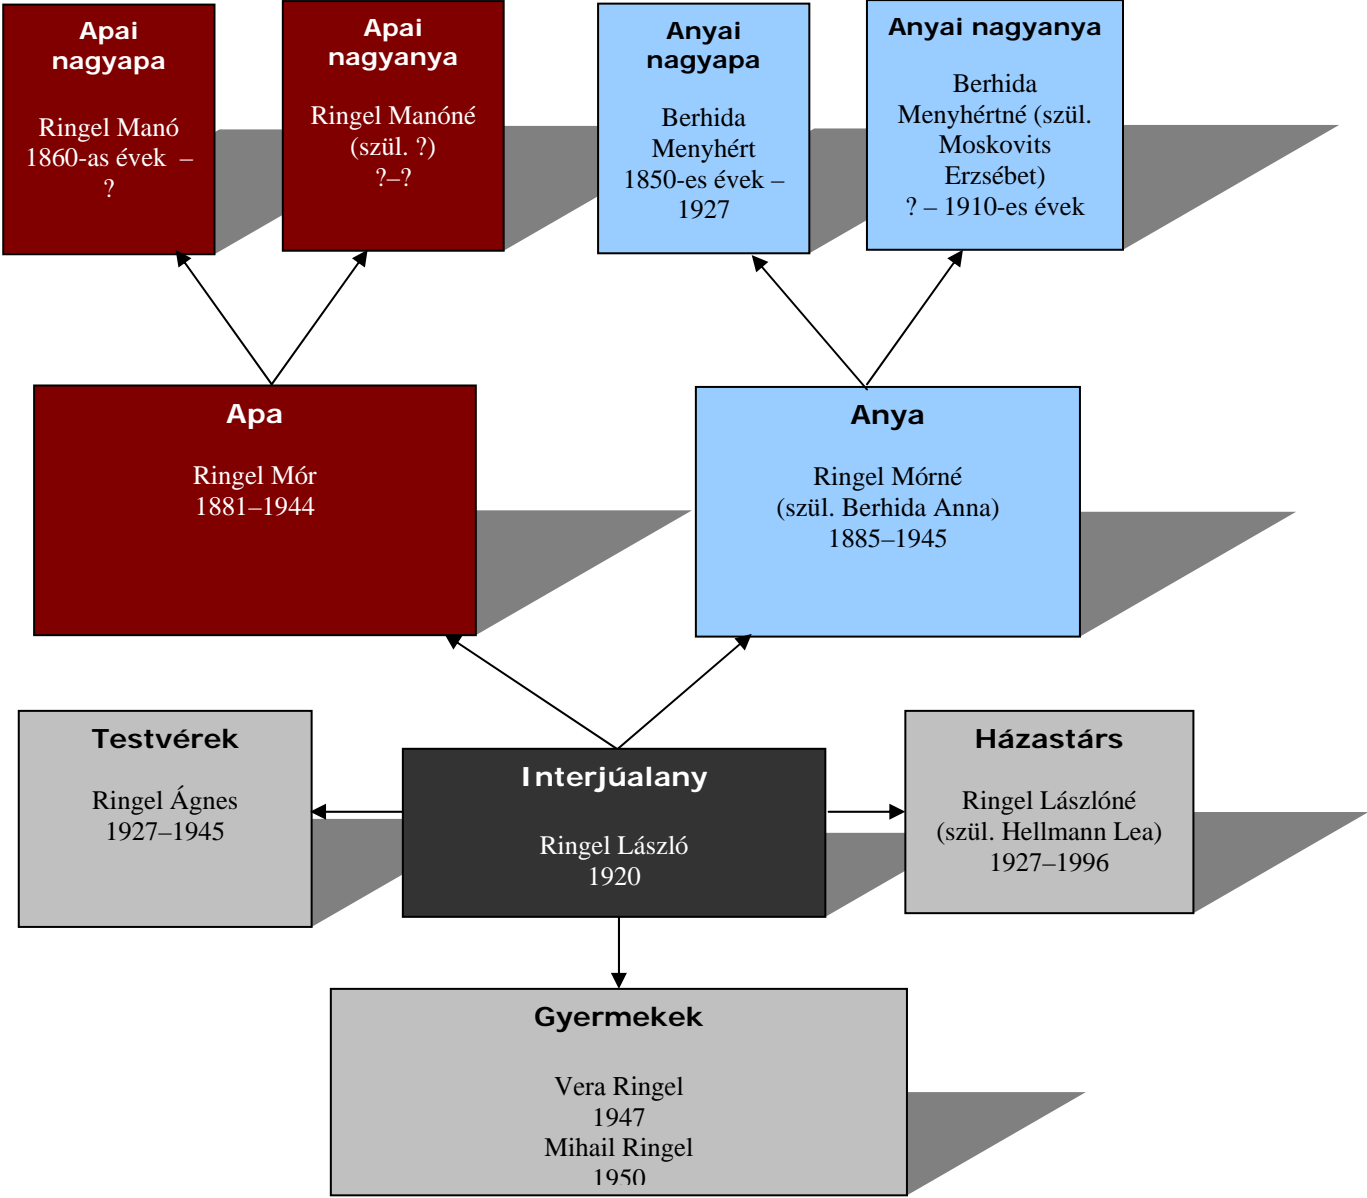 Apai
nagyapa
Ringel Manó
1860-as évek –
?
Apai
nagyanya
Ringel Manóné
(szül. ?)
?–?
Anyai
nagyapa
Berhida
Menyhért
1850-es évek –
1927
Anyai nagyanya
Berhida
Menyhértné (szül.
Moskovits
Erzsébet)
? – 1910-es évek
Apa
Ringel Mór
1881–1944
Anya
Ringel Mórné
(szül. Berhida Anna)
1885–1945
Testvérek
Ringel Ágnes
1927–1945
Interjúalany
Ringel László
1920
Házastárs
Ringel Lászlóné
(szül. Hellmann Lea)
1927–1996
Gyermekek
Vera Ringel
1947
Mihail Ringel
1950